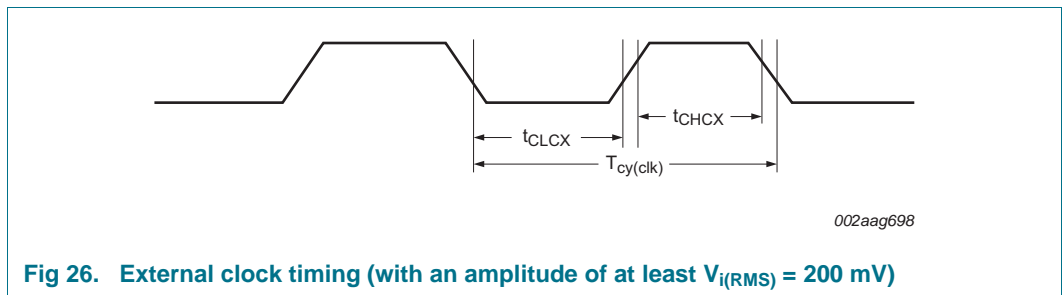 tCLCX
tCHCX
Tcy(clk)
002aag698
Fig 26. External clock timing (with an amplitude of at least Vi(RMS) = 200 mV)